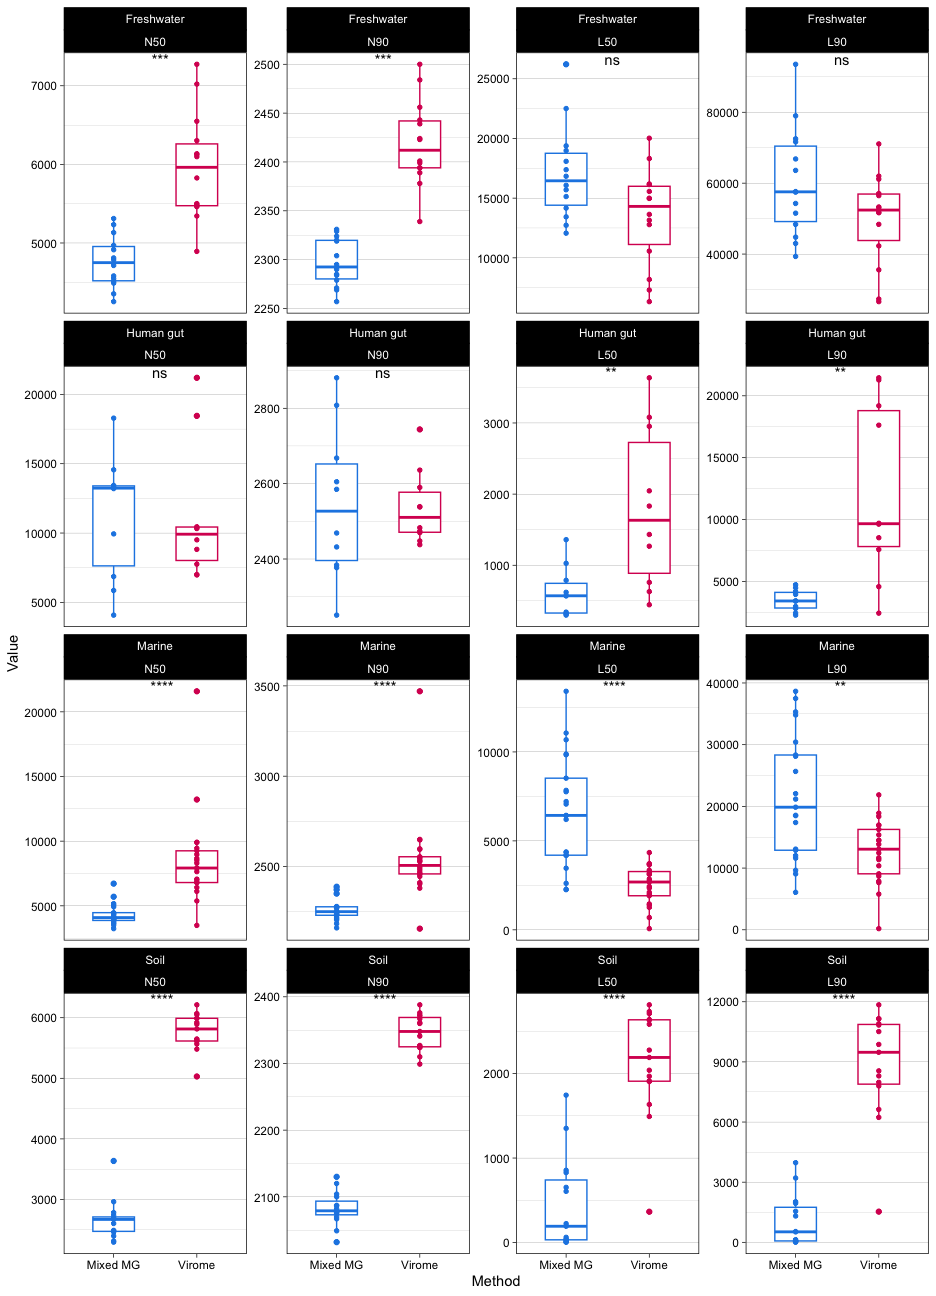 Freshwater
N50
***
7000
6000
5000
Freshwater
N90
***
2500
2450
2400
2350
2300
2250
Freshwater
L50
ns
25000
20000
15000
10000
Freshwater
L90
ns
80000
60000
40000
Human gut
N50
ns
20000
15000
10000
5000
Human gut
N90
ns
2800
2600
2400
Human gut
L50
**
3000
2000
1000
Human gut
L90
**
20000
15000
10000
5000
Value
Marine
N50
****
20000
15000
10000
5000
Marine
N90
****
3500
3000
2500
Marine
L50
****
10000
5000
0
Marine
L90
**
40000
30000
20000
10000
0
Soil
N50
****
6000
5000
4000
3000
Soil
N90
****
2400
2300
2200
2100
Soil
L50
****
2000
1000
0
Soil
L90
****
12000
9000
6000
3000
0
Mixed MG Virome
Mixed MG Virome
Mixed MG Virome
Mixed MG Virome
Method